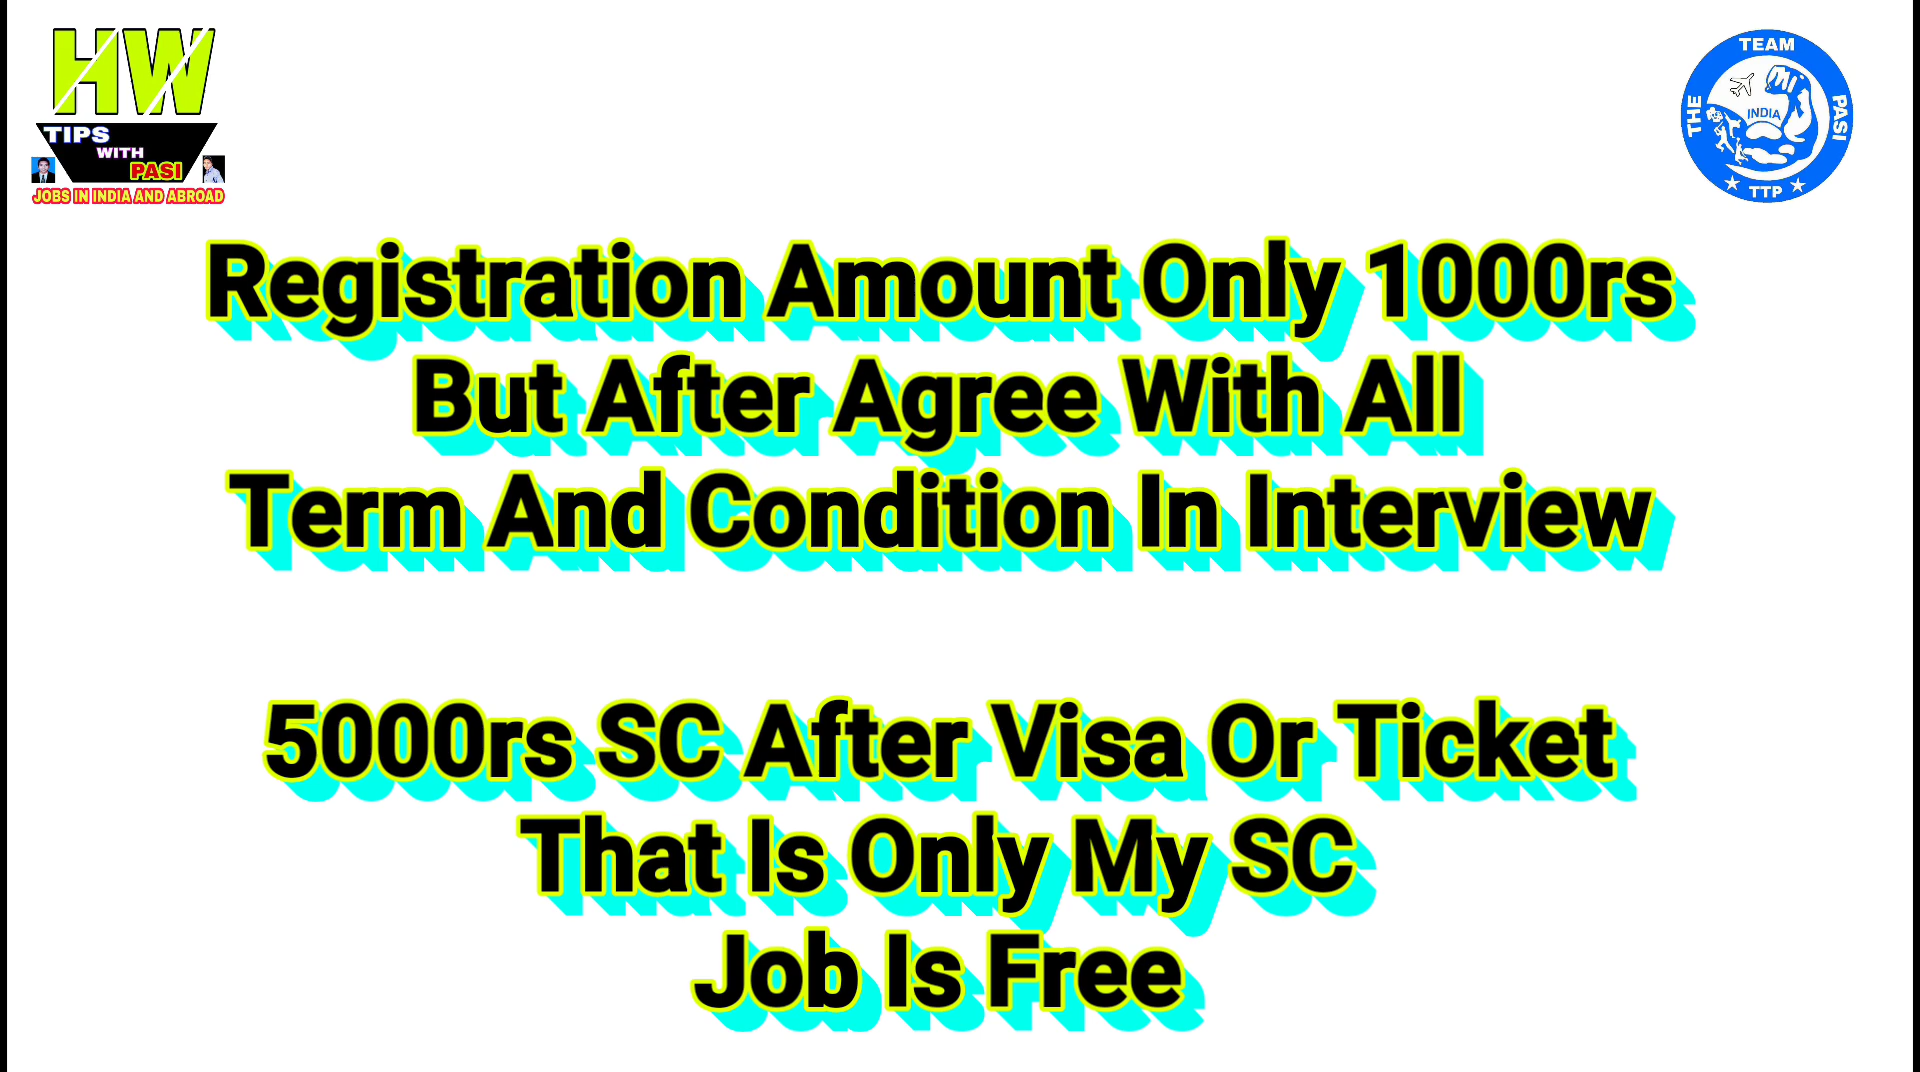 HW
TIPS
WITH
PASI
JOBS IN INDIA AND ABROAD
TEAM
THE
PASI
INDIA
TTP
Registration Amount Only 1000rs
But After Agree With All
Term And Condition In Interview
5000rs SC After Visa Or Ticket
That Is Only My SC
Job Is Free